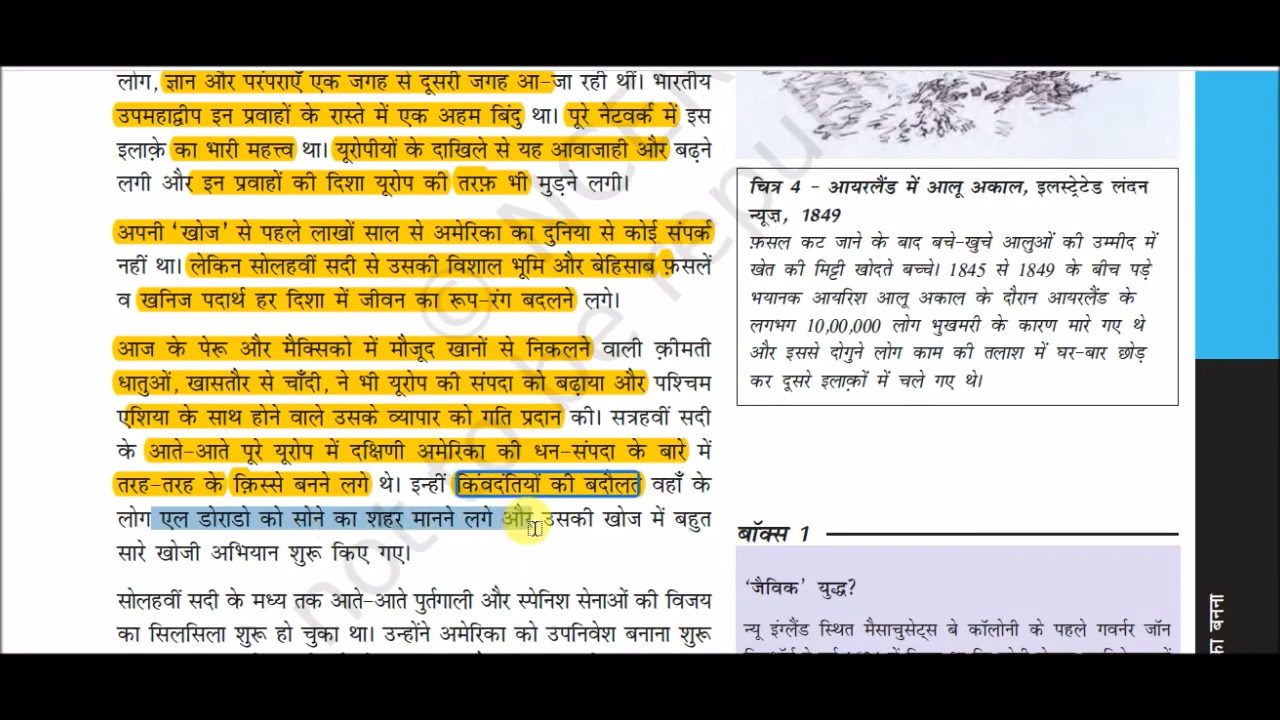 लोग, ज्ञान और परंपराएँ एक जगह से दूसरी जगह आ-जा रही थीं। भारतीय
उपमहाद्वीप इन प्रवाहों के रास्ते में एक अहम बिंदु था। पूरे नेटवर्क में इस
इलाक़े का भारी महत्त्व था। यूरोपीयों के दाखिले से यह आवाजाही और बढ़ने
लगी और इन प्रवाहों की दिशा यूरोप की तरफ़ भी मुड़ने लगी।
अपनी ‘खोज’ से पहले लाखों साल से अमेरिका का दुनिया से कोई संपर्क
नहीं था। लेकिन सोलहवीं सदी से उसकी विशाल भूमि और बेहिसाब फ़सलें
व खनिज पदार्थ हर दिशा में जीवन का रूप-रंग बदलने लगे।
आज के पेरू और मैक्सिको में मौजूद खानों से निकलने वाली क़ीमती
धातुओं, खासतौर से चाँदी, ने भी यूरोप की संपदा को बढ़ाया और पश्चिम
एशिया के साथ होने वाले उसके व्यापार को गति प्रदान की। सत्रहवीं सदी
के आते-आते पूरे यूरोप में दक्षिणी अमेरिका की धन-संपदा के बारे में
तरह-तरह के क़िस्से बनने लगे थे। इन्हीं किंवदंतियों की बदौलत वहाँ के
लोग एल डोराडो को सोने का शहर मानने लगे और उसकी खोज में बहुत
सारे खोजी अभियान शुरू किए गए।
सोलहवीं सदी के मध्य तक आते-आते पुर्तगाली और स्पेनिश सेनाओं की विजय
का सिलसिला शुरू हो चुका था। उन्होंने अमेरिका को उपनिवेश बनाना शुरू
चित्र 4 – आयरलैंड में आलू अकाल, इलस्ट्रेटेड लंदन
न्यूज़, 1849
फ़सल कट जाने के बाद बचे-खुचे आलुओं की उम्मीद में
खेत की मिट्टी खोदते बच्चे। 1845 से 1849 के बीच पड़े
भयानक आयरिश आलू अकाल के दौरान आयरलैंड के
लगभग 10,00,000 लोग भुखमरी के कारण मारे गए थे
और इससे दोगुने लोग काम की तलाश में घर-बार छोड़
कर दूसरे इलाक़ों में चले गए थे।
बॉक्स 1
‘जैविक’ युद्ध?
न्यू इंग्लैंड स्थित मैसाचुसेट्स बे कॉलोनी के पहले गवर्नर जॉन
का बनना
not to be republ
© NCER